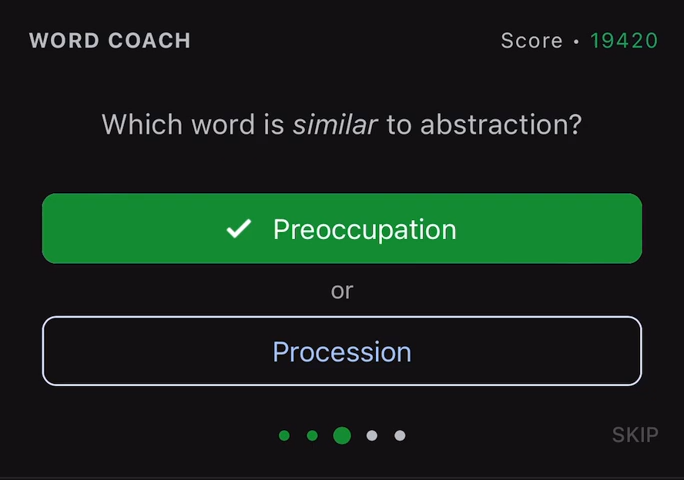 WORD COACH
Score • 19420
Which word is similar to abstraction?
Preoccupation
or
Procession
SKIP